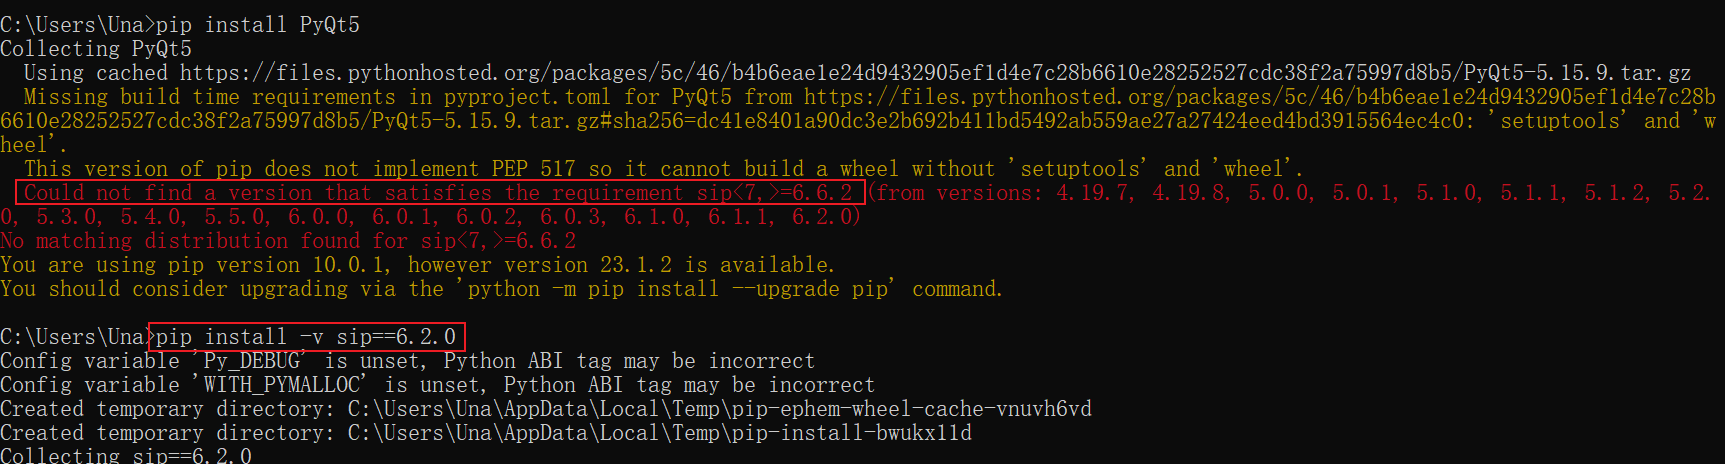 C:\Users\Una>pip install PyQt5
Collecting PyQt5
  Using cached https://files.pythonhosted.org/packages/5c/46/b4b6eae1e24d9432905ef1d4e7c28b6610e28252527cdc38f2a75997d8b5/PyQt5-5.15.9.tar.gz
  Missing build time requirements in pyproject.toml for PyQt5 from https://files.pythonhosted.org/packages/5c/46/b4b6eae1e24d9432905ef1d4e7c28b
6610e28252527cdc38f2a75997d8b5/PyQt5-5.15.9.tar.gz#sha256=dc41e8401a90dc3e2b692b411bd5492ab559ae27a27424eed4bd3915564ec4c0: 'setuptools' and 'w
heel'.
  This version of pip does not implement PEP 517 so it cannot build a wheel without 'setuptools' and 'wheel'.
  Could not find a version that satisfies the requirement sip<7,>=6.6.2 (from versions: 4.19.7, 4.19.8, 5.0.0, 5.0.1, 5.1.0, 5.1.1, 5.1.2, 5.2.
0, 5.3.0, 5.4.0, 5.5.0, 6.0.0, 6.0.1, 6.0.2, 6.0.3, 6.1.0, 6.1.1, 6.2.0)
No matching distribution found for sip<7,>=6.6.2
You are using pip version 10.0.1, however version 23.1.2 is available.
You should consider upgrading via the 'python -m pip install --upgrade pip' command.
C:\Users\Una>pip install -v sip==6.2.0
Config variable 'Py_DEBUG' is unset, Python ABI tag may be incorrect
Config variable 'WITH_PYMALLOC' is unset, Python ABI tag may be incorrect
Created temporary directory: C:\Users\Una\AppData\Local\Temp\pip-ephem-wheel-cache-vnuvh6vd
Created temporary directory: C:\Users\Una\AppData\Local\Temp\pip-install-bwukx11d
Collecting sip==6.2.0